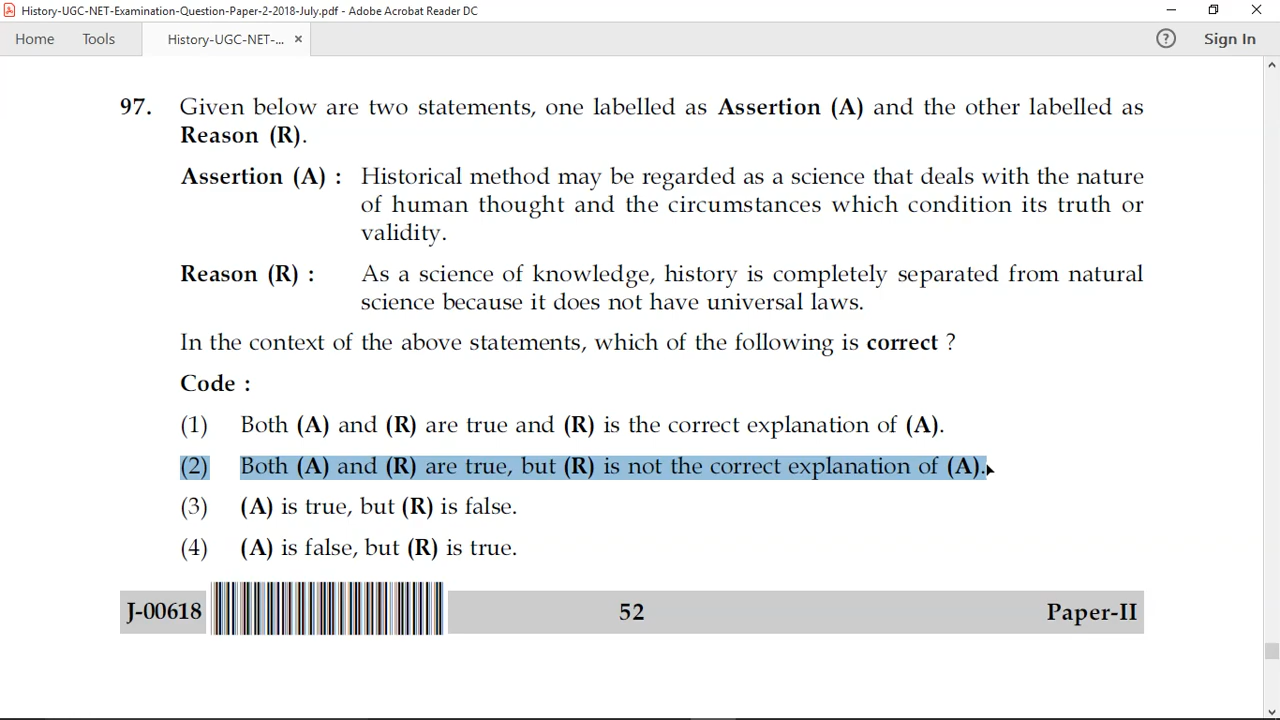 History-UGC-NET-Examination-Question-Paper-2-2018-July.pdf - Adobe Acrobat Reader DC
Home Tools History-UGC-NET-... × ? Sign In
97. Given below are two statements, one labelled as Assertion (A) and the other labelled as
Reason (R).
Assertion (A) : Historical method may be regarded as a science that deals with the nature
of human thought and the circumstances which condition its truth or
validity.
Reason (R) : As a science of knowledge, history is completely separated from natural
science because it does not have universal laws.
In the context of the above statements, which of the following is correct ?
Code :
(1) Both (A) and (R) are true and (R) is the correct explanation of (A).
(2) Both (A) and (R) are true, but (R) is not the correct explanation of (A).
(3) (A) is true, but (R) is false.
(4) (A) is false, but (R) is true.
J-00618 52 Paper-II